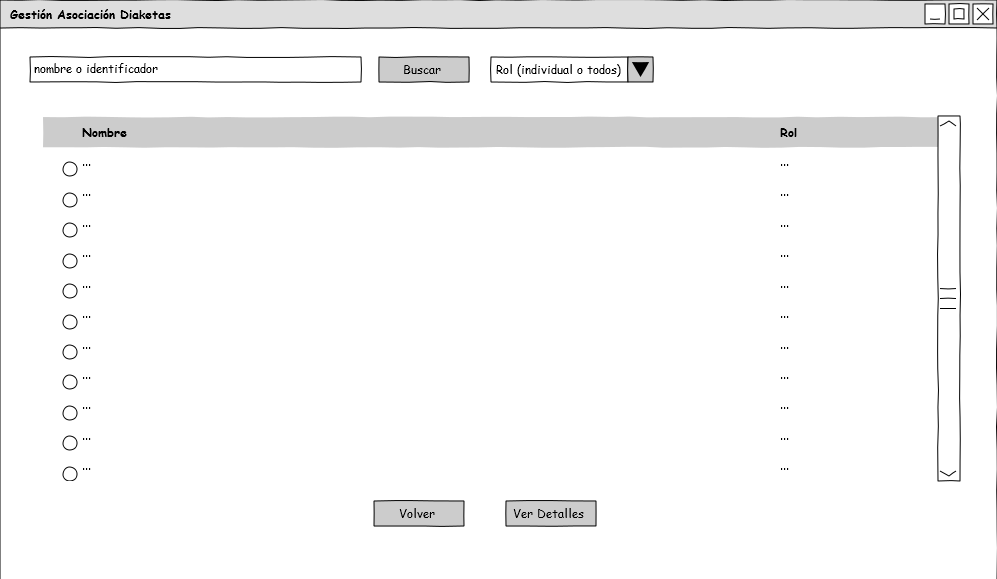 Gestión Asociación Diaketas
nombre o identificador Buscar Rol (individual o todos)
Nombre Rol
... ...
... ...
... ...
... ...
... ...
... ...
... ...
... ...
... ...
... ...
... ...
Volver Ver Detalles